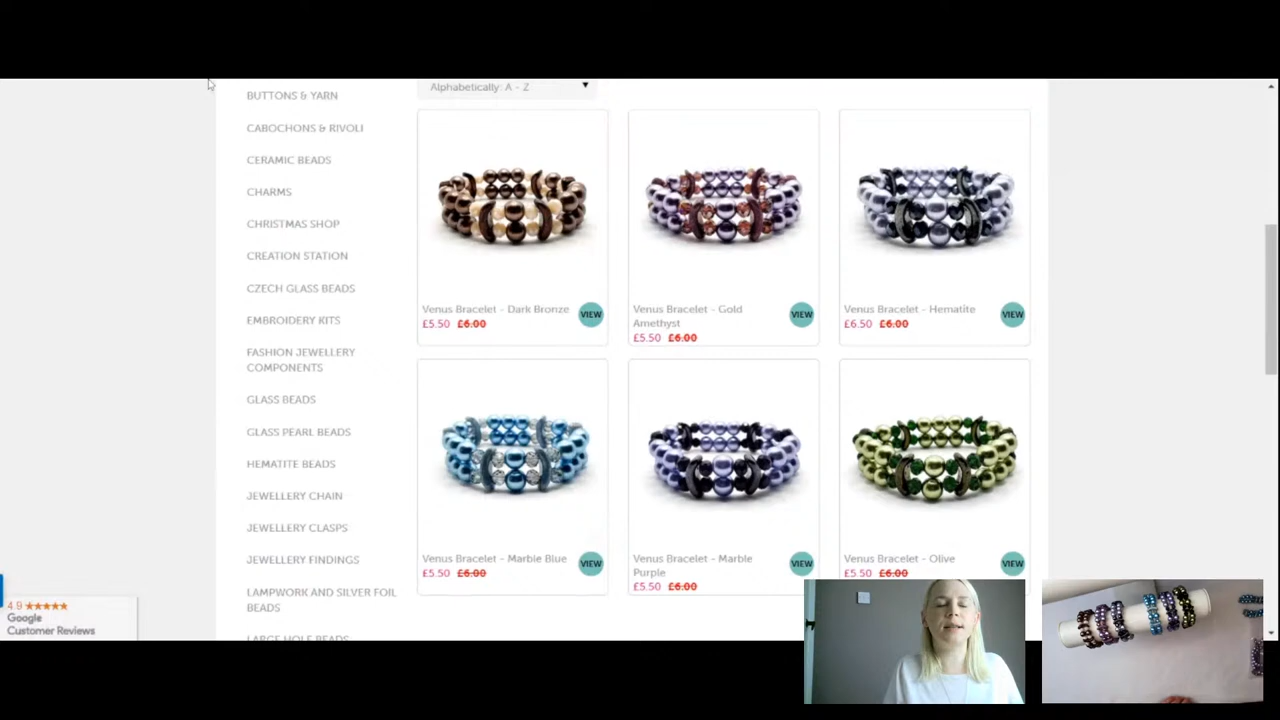 Alphabetically: A - Z
BUTTONS & YARN
CABOCHONS & RIVOLI
CERAMIC BEADS
CHARMS
CHRISTMAS SHOP
CREATION STATION
CZECH GLASS BEADS
EMBROIDERY KITS
FASHION JEWELLERY
COMPONENTS
GLASS BEADS
GLASS PEARL BEADS
HEMATITE BEADS
JEWELLERY CHAIN
JEWELLERY CLASPS
JEWELLERY FINDINGS
LAMPWORK AND SILVER FOIL
BEADS
LARGE HOLE BEADS
Venus Bracelet - Dark Bronze
£5.50 £6.00
VIEW
Venus Bracelet - Gold
Amethyst
£5.50 £6.00
VIEW
Venus Bracelet - Hematite
£6.50 £6.00
VIEW
Venus Bracelet - Marble Blue
£5.50 £6.00
VIEW
Venus Bracelet - Marble
Purple
£5.50 £6.00
VIEW
Venus Bracelet - Olive
£5.50 £6.00
VIEW
4.9 ★★★★★
Google
Customer Reviews